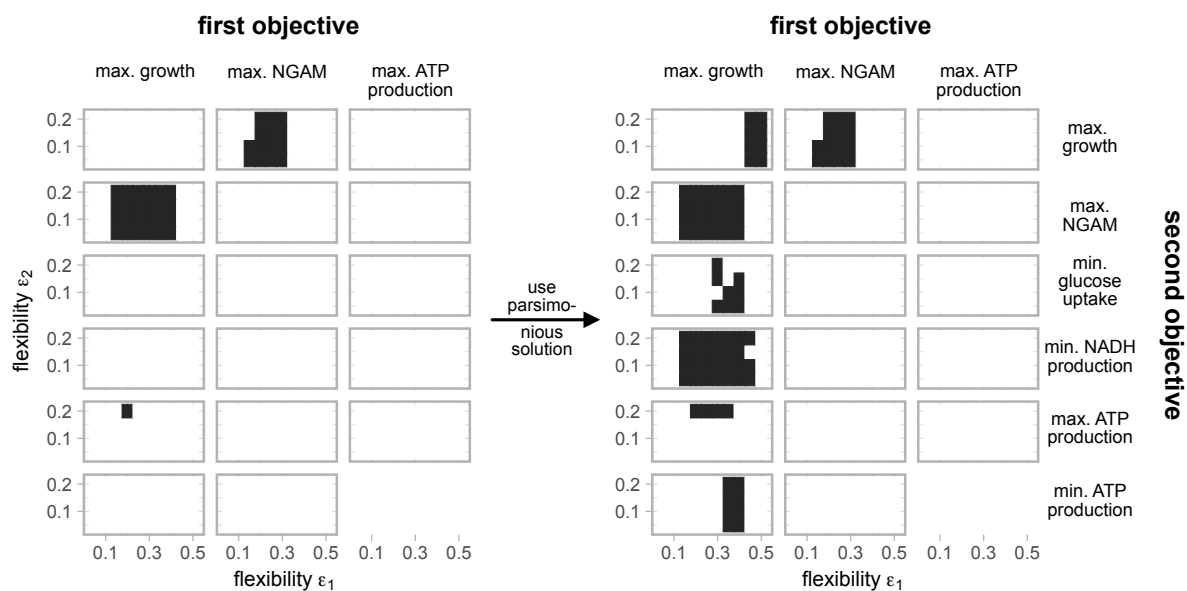 first objective
first objective
max. growth
max. NGAM
max. ATP
production
max. growth
max. NGAM
max. ATP
production
0.2
0.1
0.2
0.1
max.
growth
0.2
0.1
0.2
0.1
max.
NGAM
0.2
0.1
0.2
0.1
min.
glucose
uptake
0.2
0.1
0.2
0.1
min. NADH
production
0.2
0.1
0.2
0.1
max. ATP
production
0.2
0.1
0.2
0.1
min. ATP
production
flexibility ε2
use
parsimo-
nious
solution
second objective
0.1 0.3 0.5 0.1 0.3 0.5 0.1 0.3 0.5
0.1 0.3 0.5 0.1 0.3 0.5 0.1 0.3 0.5
flexibility ε1
flexibility ε1